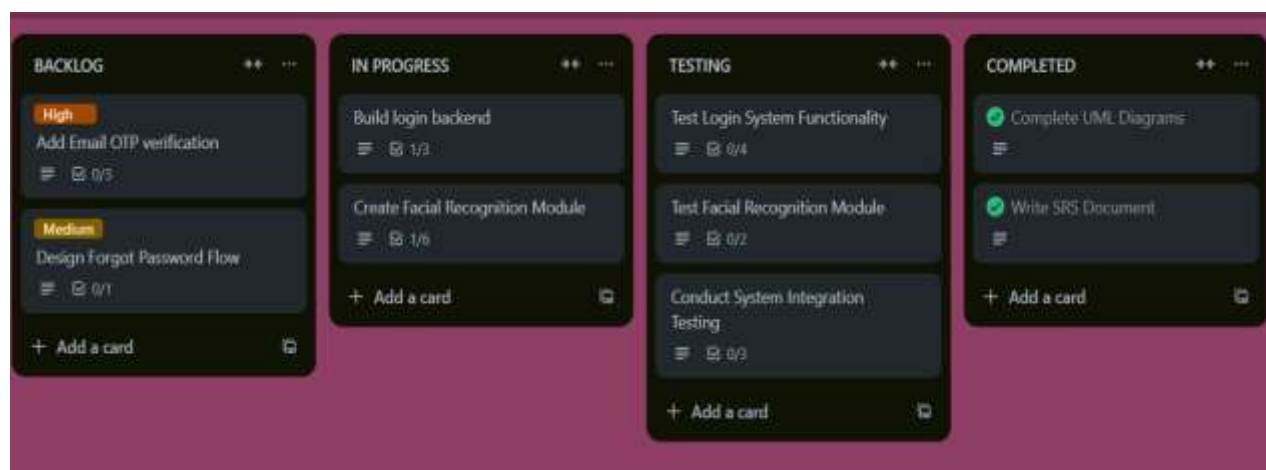 BACKLOG
High
Add Email OTP verification
0/5
Medium
Design Forgot Password Flow
0/1
+ Add a card
IN PROGRESS
Build login backend
1/3
Create Facial Recognition Module
1/6
+ Add a card
TESTING
Test Login System Functionality
0/4
Test Facial Recognition Module
0/2
Conduct System Integration
Testing
0/3
+ Add a card
COMPLETED
Complete UML Diagrams
Write SRS Document
+ Add a card